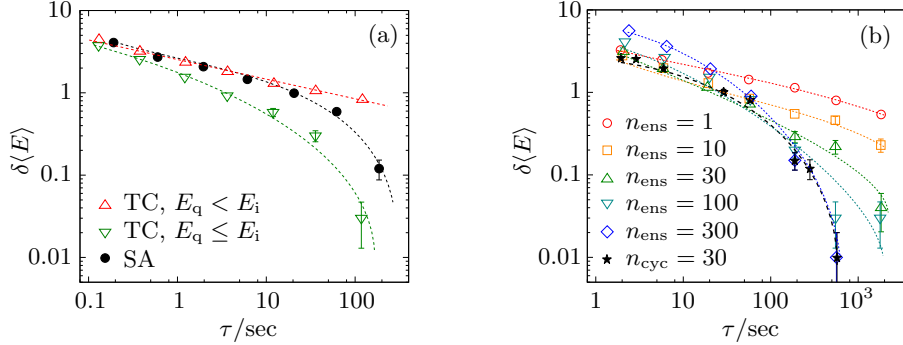 (a)
10
1
0.1
0.01
δ⟨E⟩
TC, E_q < E_i
TC, E_q ≤ E_i
SA
0.1 1 10 100
τ/sec
(b)
10
1
0.1
0.01
δ⟨E⟩
n_ens = 1
n_ens = 10
n_ens = 30
n_ens = 100
n_ens = 300
n_cyc = 30
1 10 100 10³
τ/sec